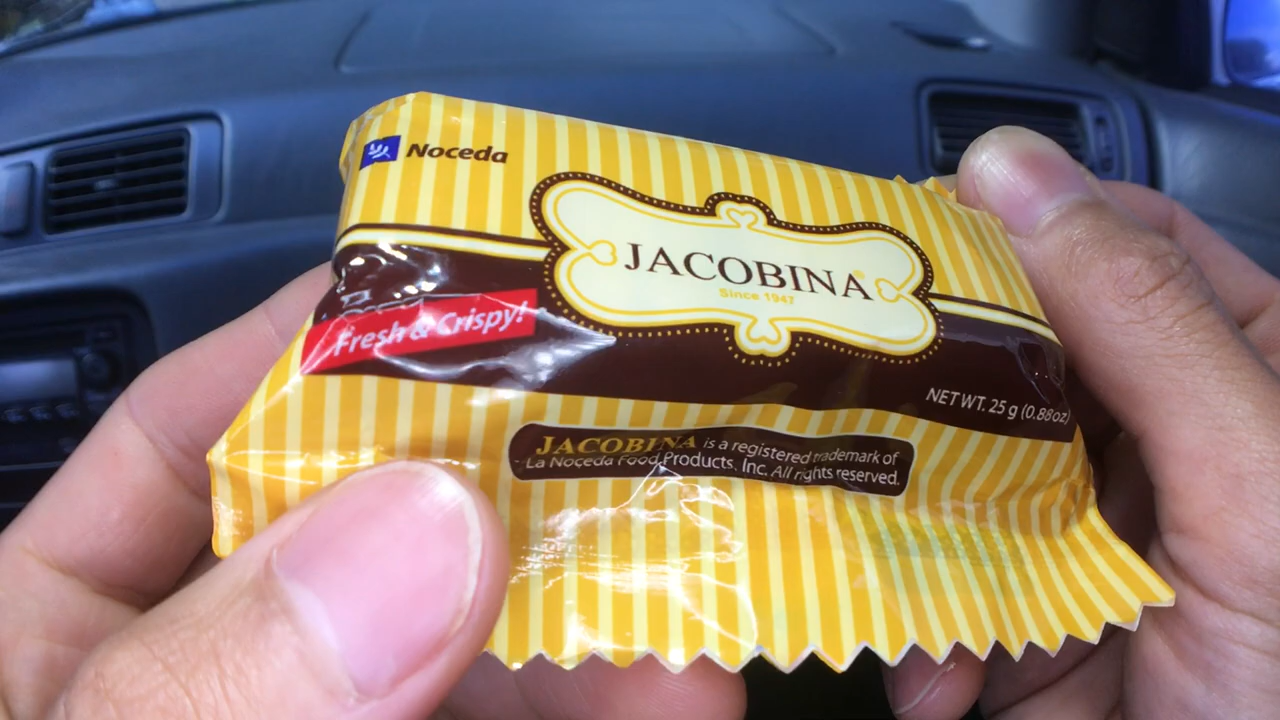 Noceda
JACOBINA®
Since 1947
Fresh & Crispy!
NET WT. 25 g (0.88oz)
JACOBINA is a registered trademark of
La Noceda Food Products, Inc. All rights reserved.